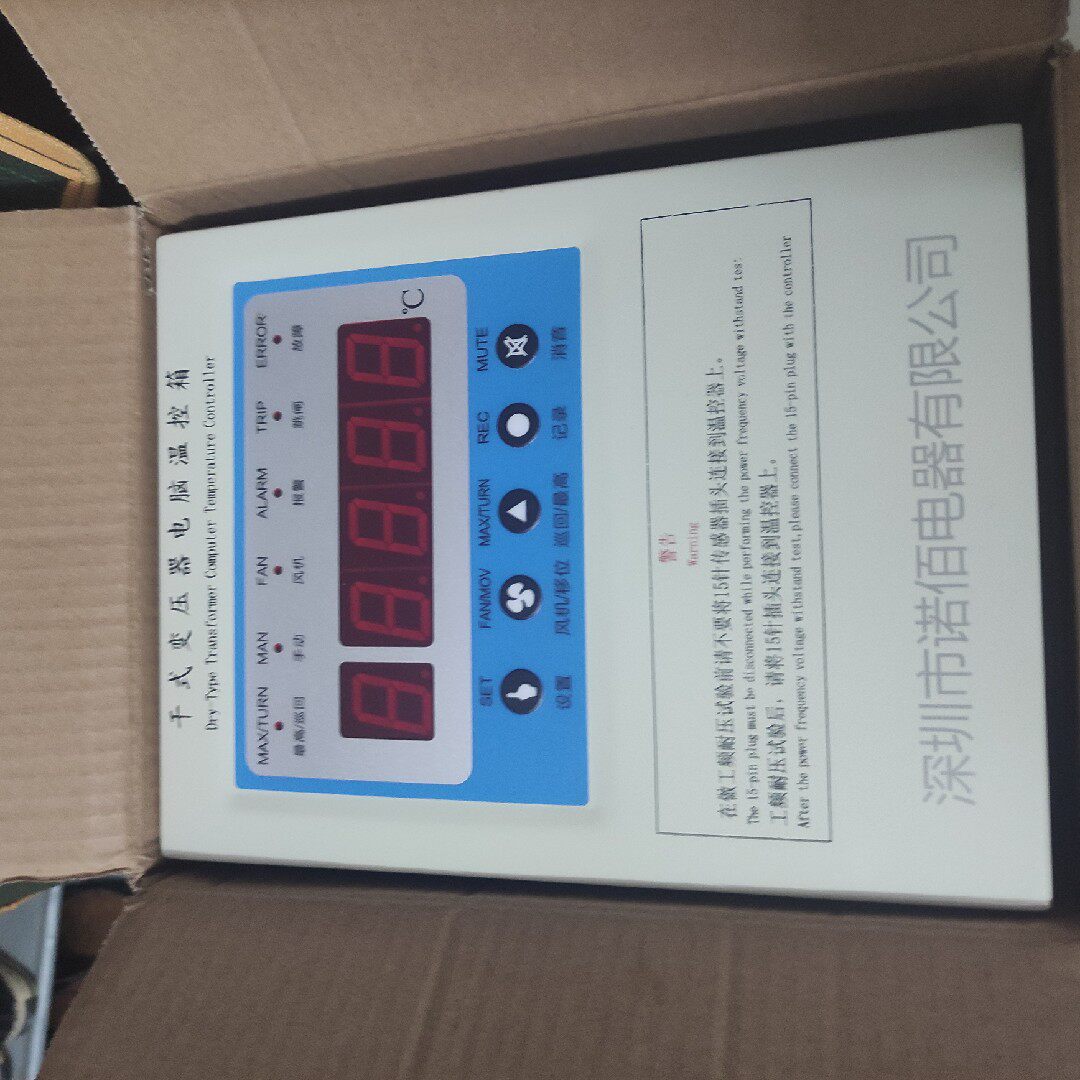 干式变压器电脑温控箱
Dry-Type Transformer Computer Temperature Controller
MAX/TURN MAN FAN ALARM TRIP ERROR
最高/巡回 手动 风机 报警 跳闸 故障
8 8.8.8.8. °C
SET FAN/MOV MAX/TURN REC MUTE
设置 风机/移位 巡回/最高 记录 消音
警告
Warning
在做工频耐压试验前请不要将15针传感器插头连接到温控器上。
The 15-pin plug must be disconnected while performing the power frequency voltage withstand test:
工频耐压试验后，请将15针插头连接到温控器上。
After the power frequency voltage withstand test,please connect the 15-pin plug with the controller
深圳市诺佰电器有限公司